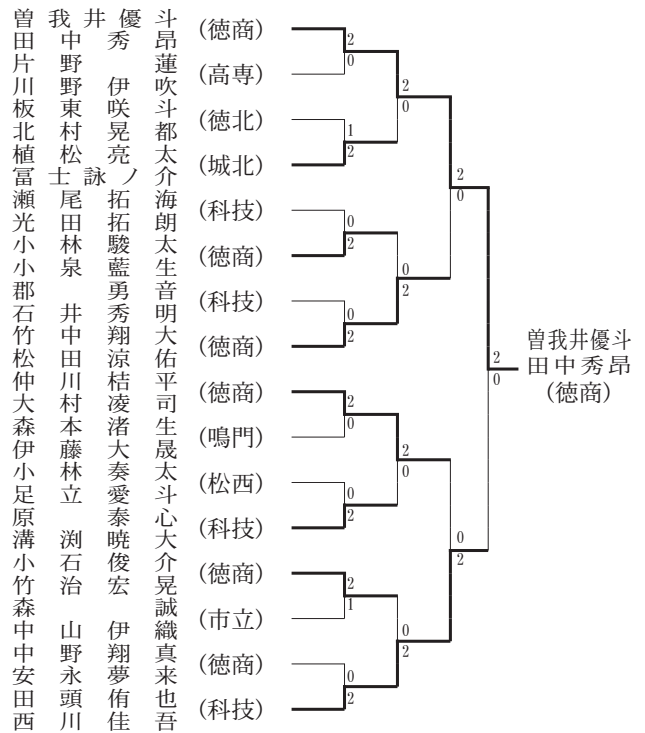 曽我井優斗
田中秀昂
(徳商)
片野蓮
川野伊吹
(高専)
板東咲斗
北村晃都
(徳北)
植松亮太
冨士詠ノ介
(城北)
瀬尾拓海
光田拓朗
(科技)
小林駿太
小泉藍生
(徳商)
郡勇音
石井秀明
(科技)
竹中翔大
松田涼佑
(徳商)
仲川桔平
大村凌司
(徳商)
森本渚生
伊藤大晟
(鳴門)
小林奏太
足立愛斗
(松西)
原泰心
溝渕暁大
(科技)
小石俊介
竹治宏晃
(徳商)
森誠
中山伊織
(市立)
中野翔真
安永夢来
(徳商)
田頭侑也
西川佳吾
(科技)
2
0
1
2
0
2
0
2
2
0
0
2
2
1
0
2
2
0
0
2
2
0
0
2
2
0
0
2
2
0
曽我井優斗
田中秀昂
(徳商)